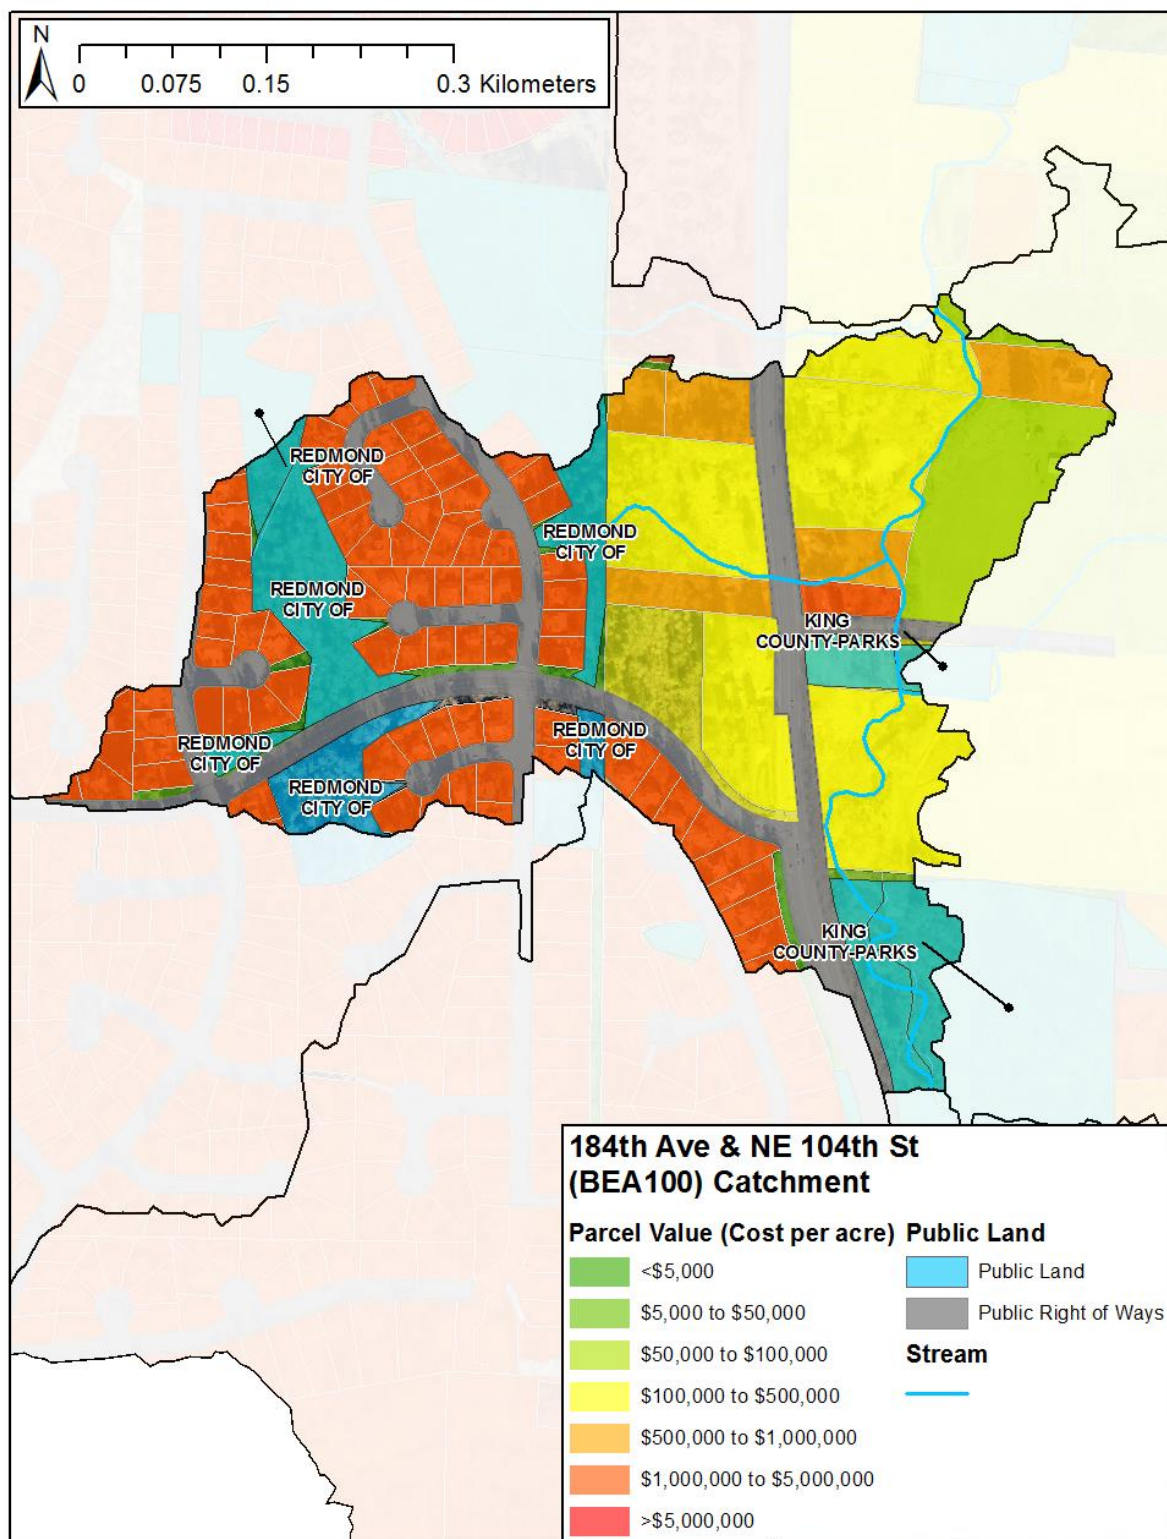 N
0 0.075 0.15 0.3 Kilometers
REDMOND
CITY OF
REDMOND
CITY OF
REDMOND
CITY OF
KING
COUNTY-PARKS
REDMOND
CITY OF
REDMOND
CITY OF
REDMOND
CITY OF
KING
COUNTY-PARKS
184th Ave & NE 104th St
(BEA100) Catchment
Parcel Value (Cost per acre)
<$5,000
$5,000 to $50,000
$50,000 to $100,000
$100,000 to $500,000
$500,000 to $1,000,000
$1,000,000 to $5,000,000
>$5,000,000
Public Land
Public Land
Public Right of Ways
Stream